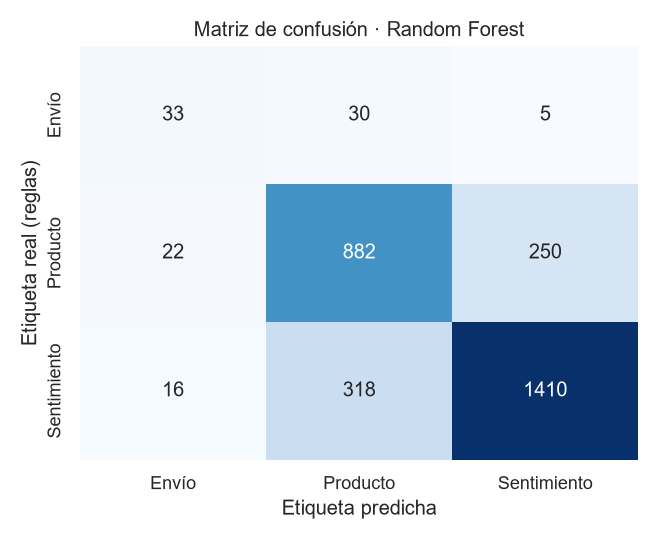 Matriz de confusión · Random Forest
Etiqueta real (reglas)
Envío
33 30 5
Producto
22 882 250
Sentimiento
16 318 1410
Envío Producto Sentimiento
Etiqueta predicha